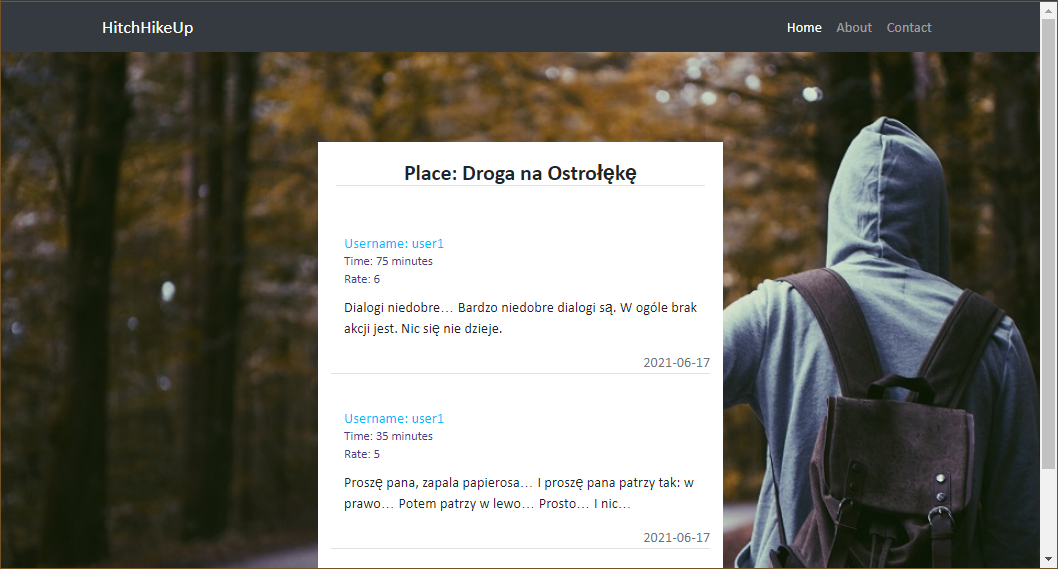 HitchHikeUp
Home About Contact
Place: Droga na Ostrołękę
Username: user1
Time: 75 minutes
Rate: 6
Dialogi niedobre… Bardzo niedobre dialogi są. W ogóle brak
akcji jest. Nic się nie dzieje.
2021-06-17
Username: user1
Time: 35 minutes
Rate: 5
Proszę pana, zapala papierosa… I proszę pana patrzy tak: w
prawo… Potem patrzy w lewo… Prosto… I nic…
2021-06-17